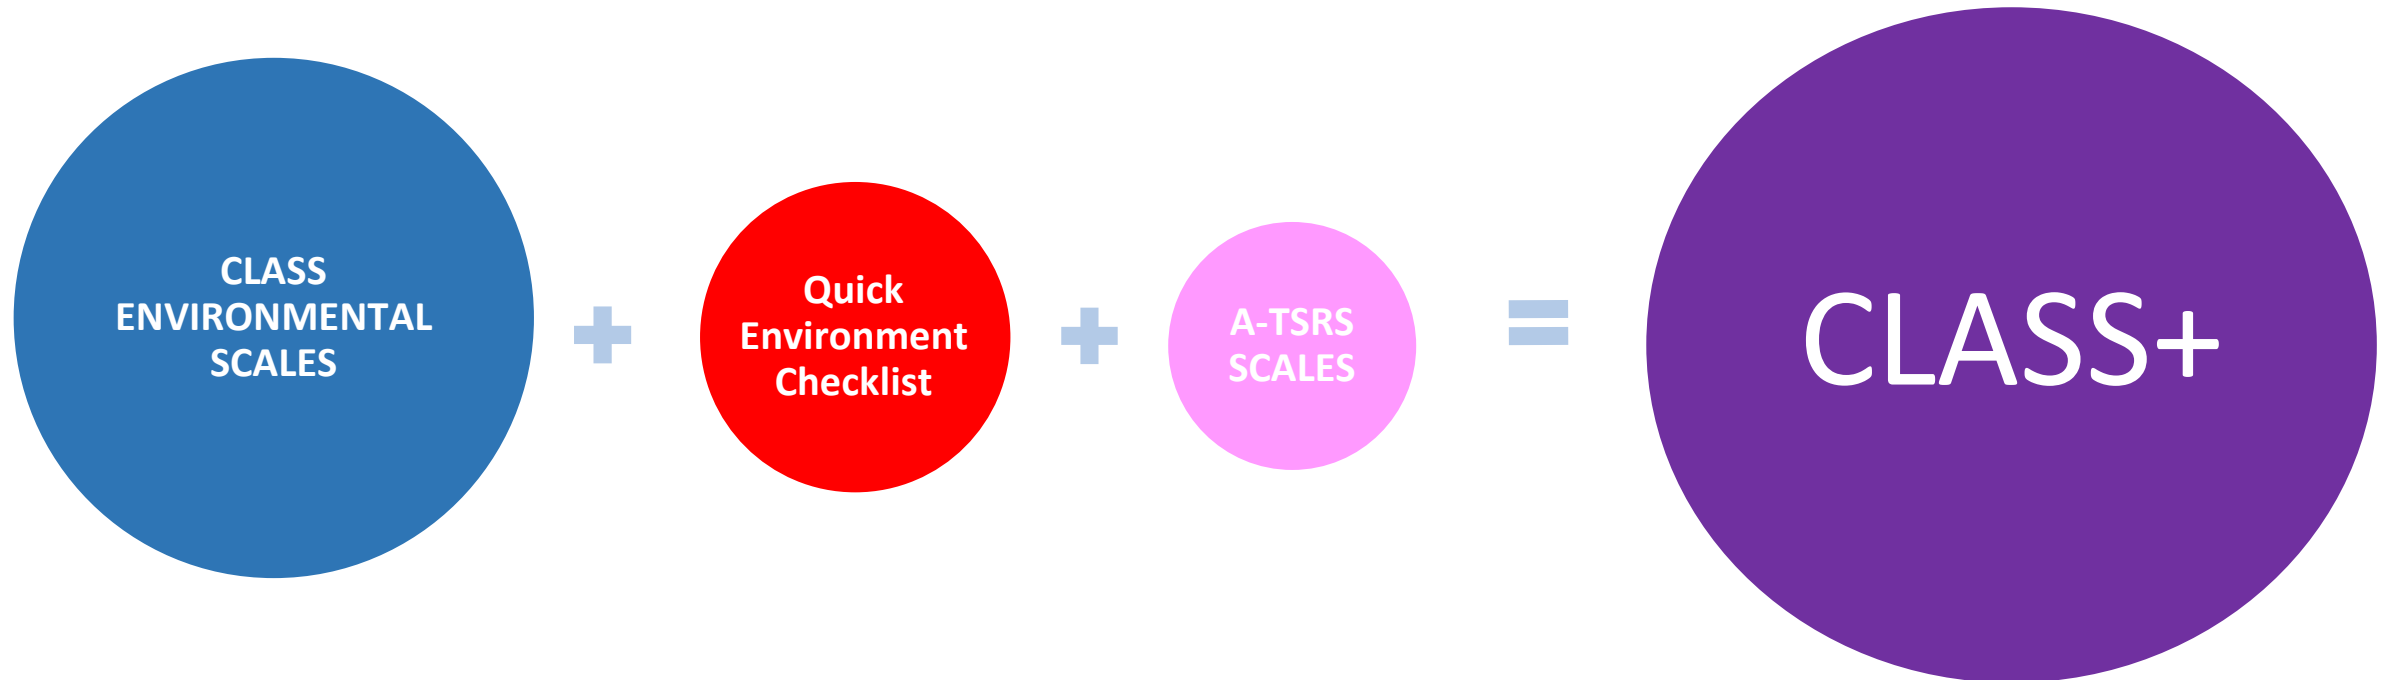 CLASS
ENVIRONMENTAL
SCALES
Quick
Environment
Checklist
A-TSRS
SCALES
CLASS+